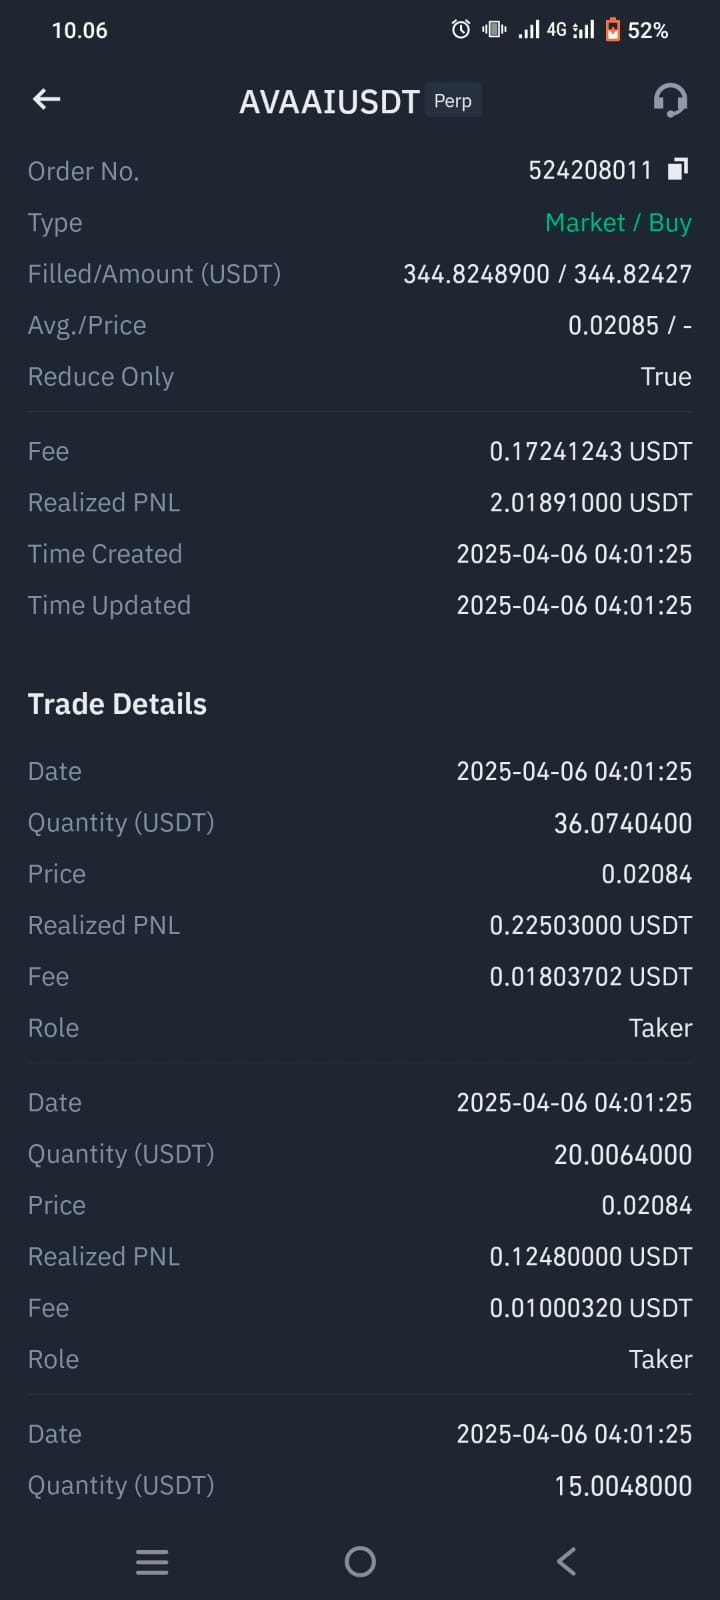 10.06 4G 52%
AVAAIUSDT Perp
Order No. 524208011
Type Market / Buy
Filled/Amount (USDT) 344.8248900 / 344.82427
Avg./Price 0.02085 / -
Reduce Only True
Fee 0.17241243 USDT
Realized PNL 2.01891000 USDT
Time Created 2025-04-06 04:01:25
Time Updated 2025-04-06 04:01:25
Trade Details
Date 2025-04-06 04:01:25
Quantity (USDT) 36.0740400
Price 0.02084
Realized PNL 0.22503000 USDT
Fee 0.01803702 USDT
Role Taker
Date 2025-04-06 04:01:25
Quantity (USDT) 20.0064000
Price 0.02084
Realized PNL 0.12480000 USDT
Fee 0.01000320 USDT
Role Taker
Date 2025-04-06 04:01:25
Quantity (USDT) 15.0048000